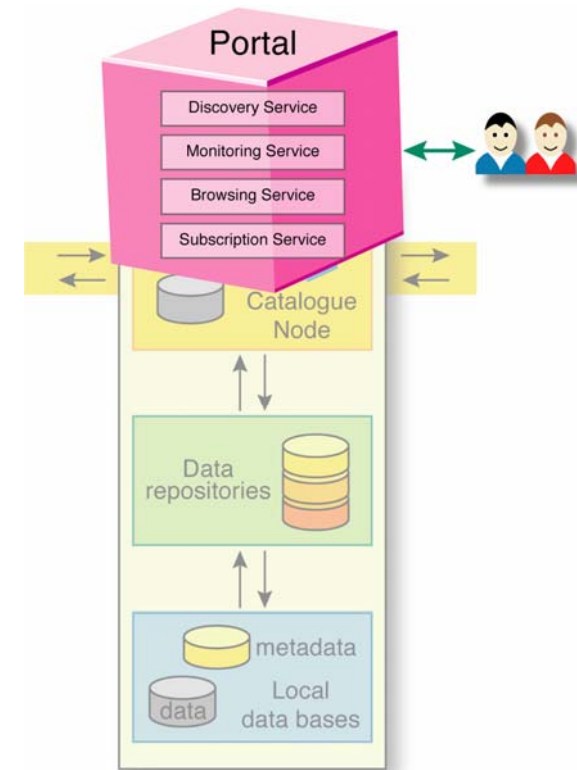 Portal
Discovery Service
Monitoring Service
Browsing Service
Subscription Service
Catalogue
Node
Data
repositories
metadata
data
Local
data bases